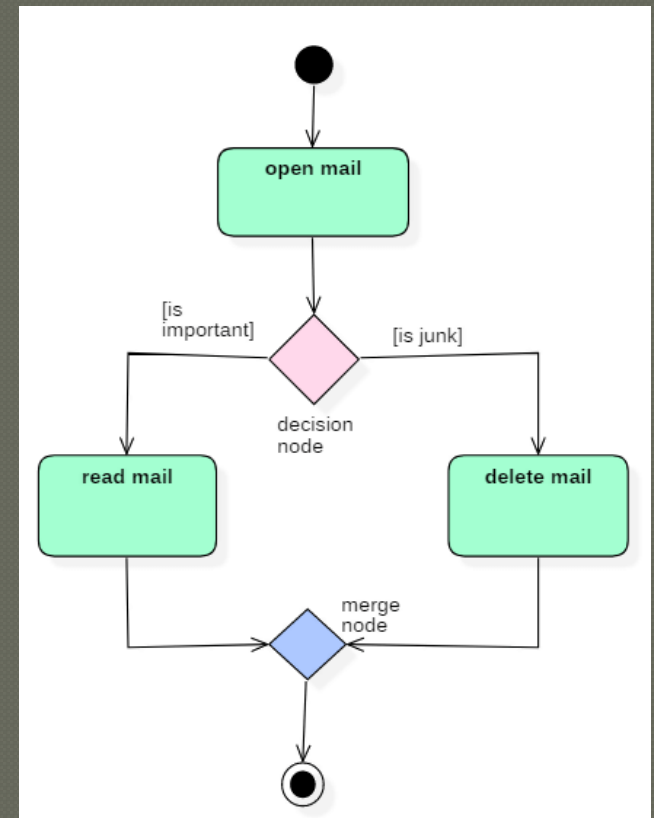 open mail
[is
important]
[is junk]
decision
node
read mail
delete mail
merge
node